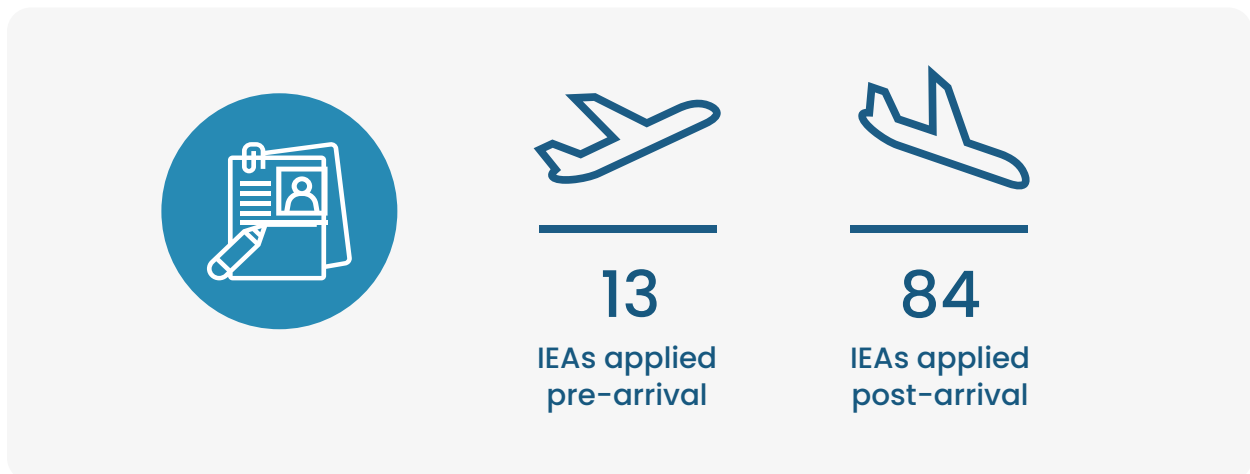 13
IEAs applied
pre-arrival
84
IEAs applied
post-arrival